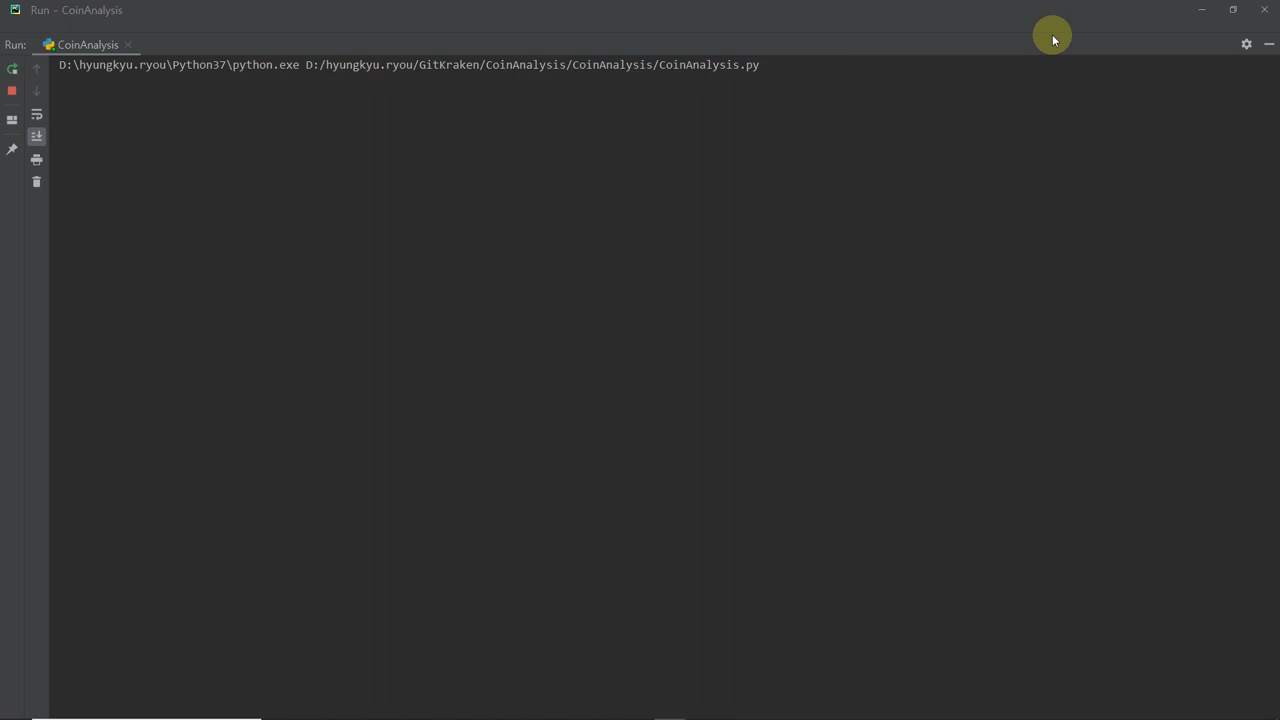 Run - CoinAnalysis
Run: CoinAnalysis
D:\hyungkyu.ryou\Python37\python.exe D:/hyungkyu.ryou/GitKraken/CoinAnalysis/CoinAnalysis/CoinAnalysis.py